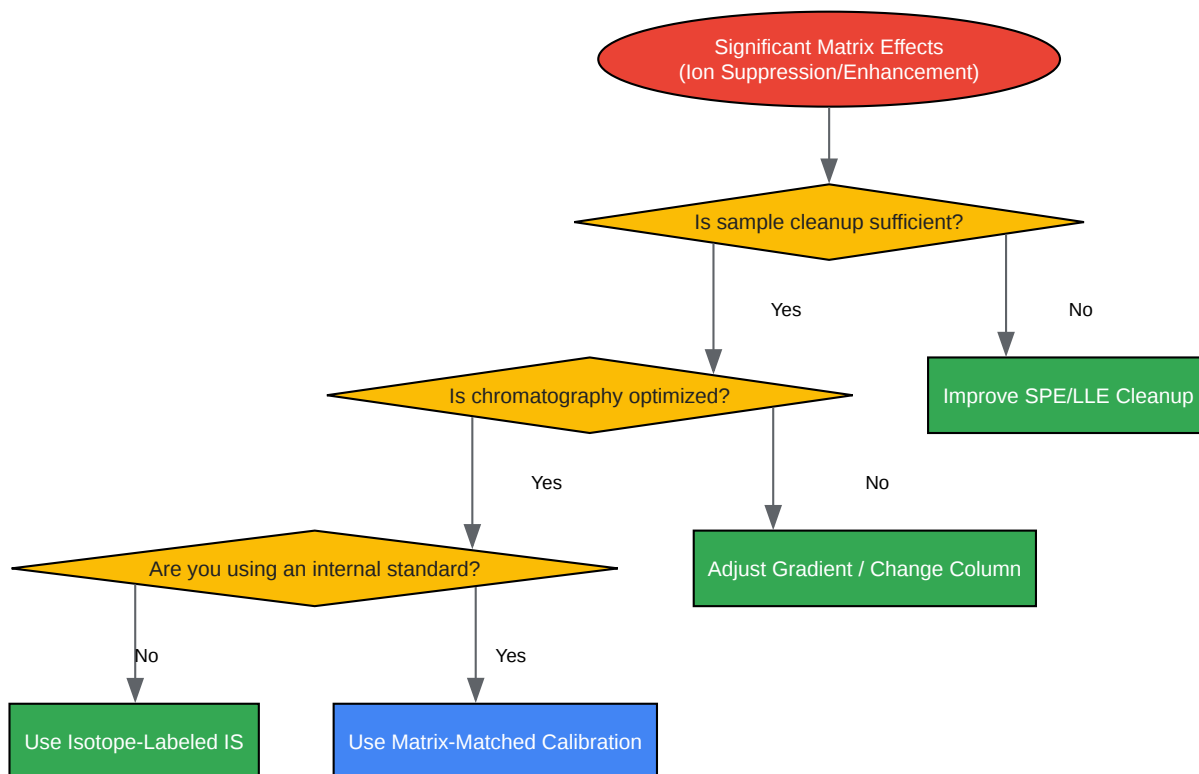 Significant Matrix Effects
(Ion Suppression/Enhancement)
Is sample cleanup sufficient?
Yes
No
Is chromatography optimized?
Improve SPE/LLE Cleanup
Yes
No
Are you using an internal standard?
Adjust Gradient / Change Column
No
Yes
Use Isotope-Labeled IS
Use Matrix-Matched Calibration